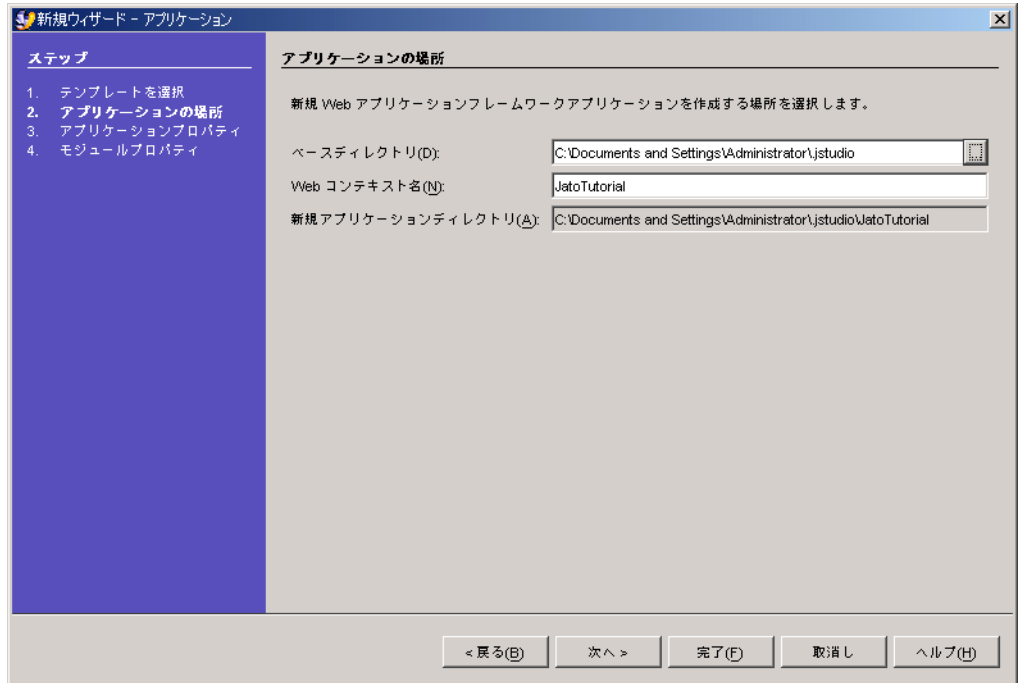 新規ウィザード - アプリケーション
ステップ
1. テンプレートを選択
2. アプリケーションの場所
3. アプリケーションプロパティ
4. モジュールプロパティ
アプリケーションの場所
新規 Web アプリケーションフレームワークアプリケーションを作成する場所を選択します。
ベースディレクトリ(D): C:\Documents and Settings\Administrator\.jstudio
Web コンテキスト名(N): JatoTutorial
新規アプリケーションディレクトリ(A): C:\Documents and Settings\Administrator\.jstudio\JatoTutorial
< 戻る(B) 次へ > 完了(F) 取消し ヘルプ(H)